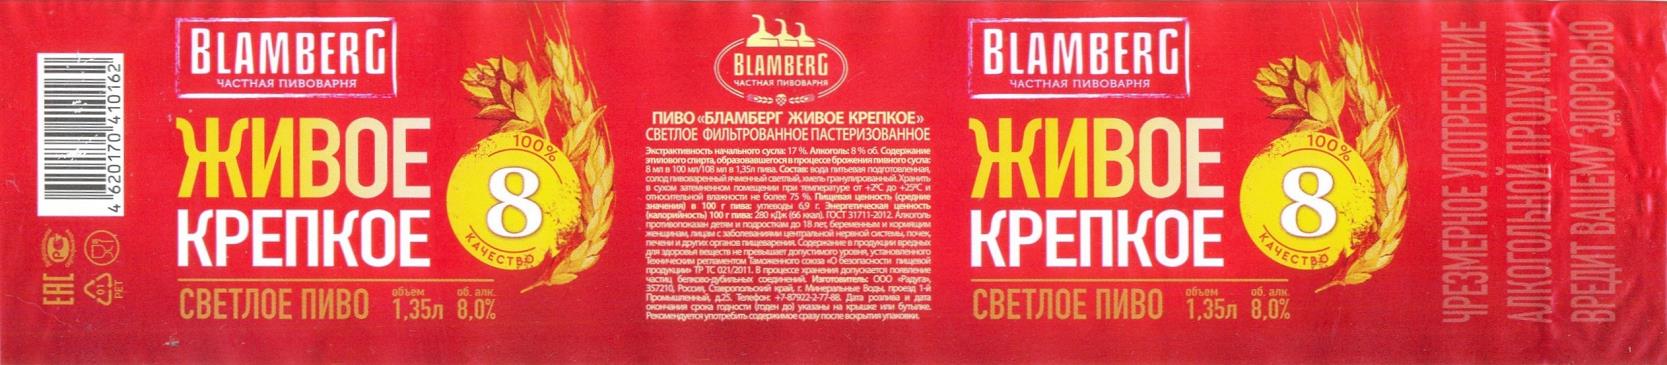 4620170410162
ЕАС
РСТ
01
PET
BLAMBERG
ЧАСТНАЯ ПИВОВАРНЯ
ЖИВОЕ
КРЕПКОЕ
100%
8
КАЧЕСТВО
СВЕТЛОЕ ПИВО
объем
1,35л
об. алк.
8,0%
BLAMBERG
ЧАСТНАЯ ПИВОВАРНЯ
ПИВО «БЛАМБЕРГ ЖИВОЕ КРЕПКОЕ»
СВЕТЛОЕ ФИЛЬТРОВАННОЕ ПАСТЕРИЗОВАННОЕ
Экстрактивность начального сусла: 17 %. Алкоголь: 8 % об. Содержание
этилового спирта, образовавшегося в процессе брожения пивного сусла:
8 мл в 100 мл/108 мл в 1,35л пива. Состав: вода питьевая подготовленная,
солод пивоваренный ячменный светлый, хмель гранулированный. Хранить
в сухом затемненном помещении при температуре от +2°С до +25°С и
относительной влажности не более 75 %. Пищевая ценность (средние
значения) в 100 г пива: углеводы 6,9 г. Энергетическая ценность
(калорийность) 100 г пива: 280 кДж (66 ккал). ГОСТ 31711-2012. Алкоголь
противопоказан детям и подросткам до 18 лет, беременным и кормящим
женщинам, лицам с заболеваниями центральной нервной системы, почек,
печени и других органов пищеварения. Содержание в продукции вредных
для здоровья веществ не превышает допустимого уровня, установленного
Техническим регламентом Таможенного союза «О безопасности пищевой
продукции» ТР ТС 021/2011. В процессе хранения допускается появление
частиц белково-дубильных соединений. Изготовитель: ООО «Радуга»,
357210, Россия, Ставропольский край, г. Минеральные Воды, проезд 1-й
Промышленный, д.25. Телефон: +7-87922-2-77-88. Дата розлива и дата
окончания срока годности (годен до) указаны на крышке или бутылке.
Рекомендуется употребить содержимое сразу после вскрытия упаковки.
BLAMBERG
ЧАСТНАЯ ПИВОВАРНЯ
ЖИВОЕ
КРЕПКОЕ
100%
8
КАЧЕСТВО
СВЕТЛОЕ ПИВО
объем
1,35л
об. алк.
8,0%
ЧРЕЗМЕРНОЕ УПОТРЕБЛЕНИЕ
АЛКОГОЛЬНОЙ ПРОДУКЦИИ
ВРЕДИТ ВАШЕМУ ЗДОРОВЬЮ